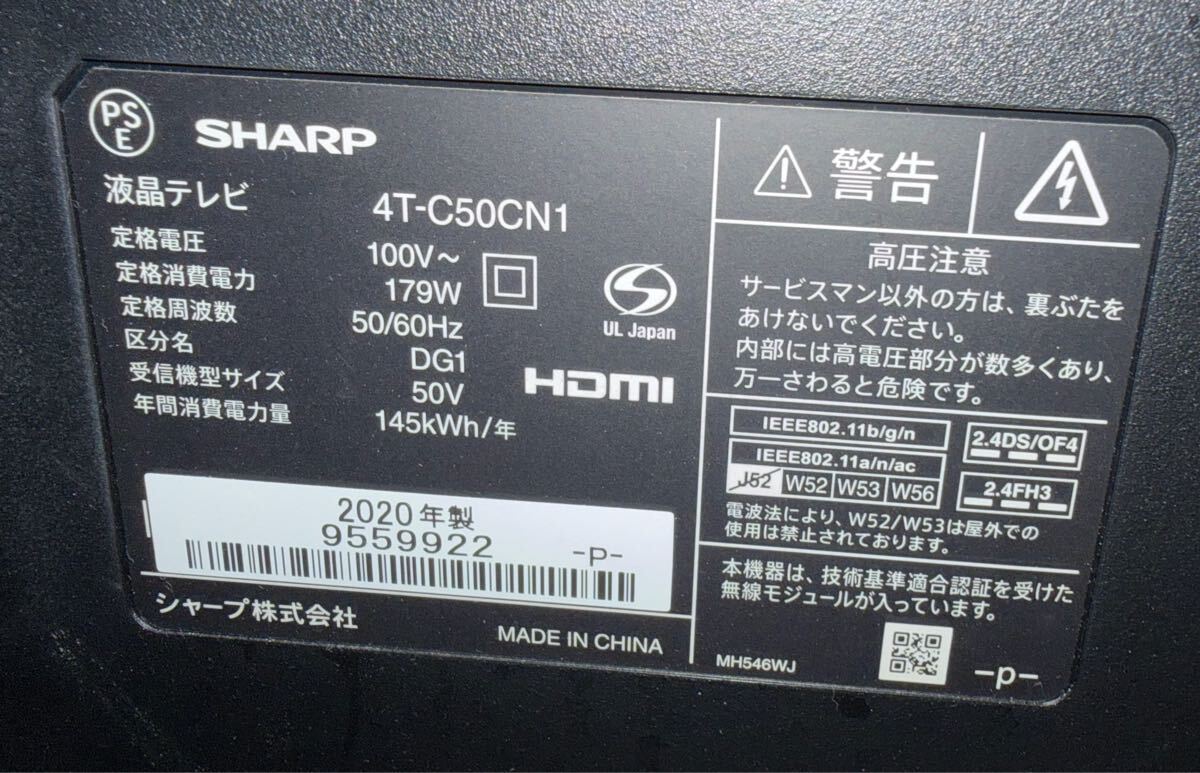 PSE
SHARP
液晶テレビ 4T-C50CN1
定格電圧 100V~
定格消費電力 179W
定格周波数 50/60Hz
区分名 DG1
受信機型サイズ 50V
年間消費電力量 145kWh/年
S
UL Japan
HDMI
2020年製
9559922 -P-
シャープ株式会社
MADE IN CHINA
警告
高圧注意
サービスマン以外の方は、裏ぶたを
あけないでください。
内部には高電圧部分が数多くあり、
万一さわると危険です。
IEEE802.11b/g/n
IEEE802.11a/n/ac
J52 W52 W53 W56
2.4DS/OF4
2.4FH3
電波法により、W52/W53は屋外での
使用は禁止されております。
本機器は、技術基準適合認証を受けた
無線モジュールが入っています。
MH546WJ
-p-